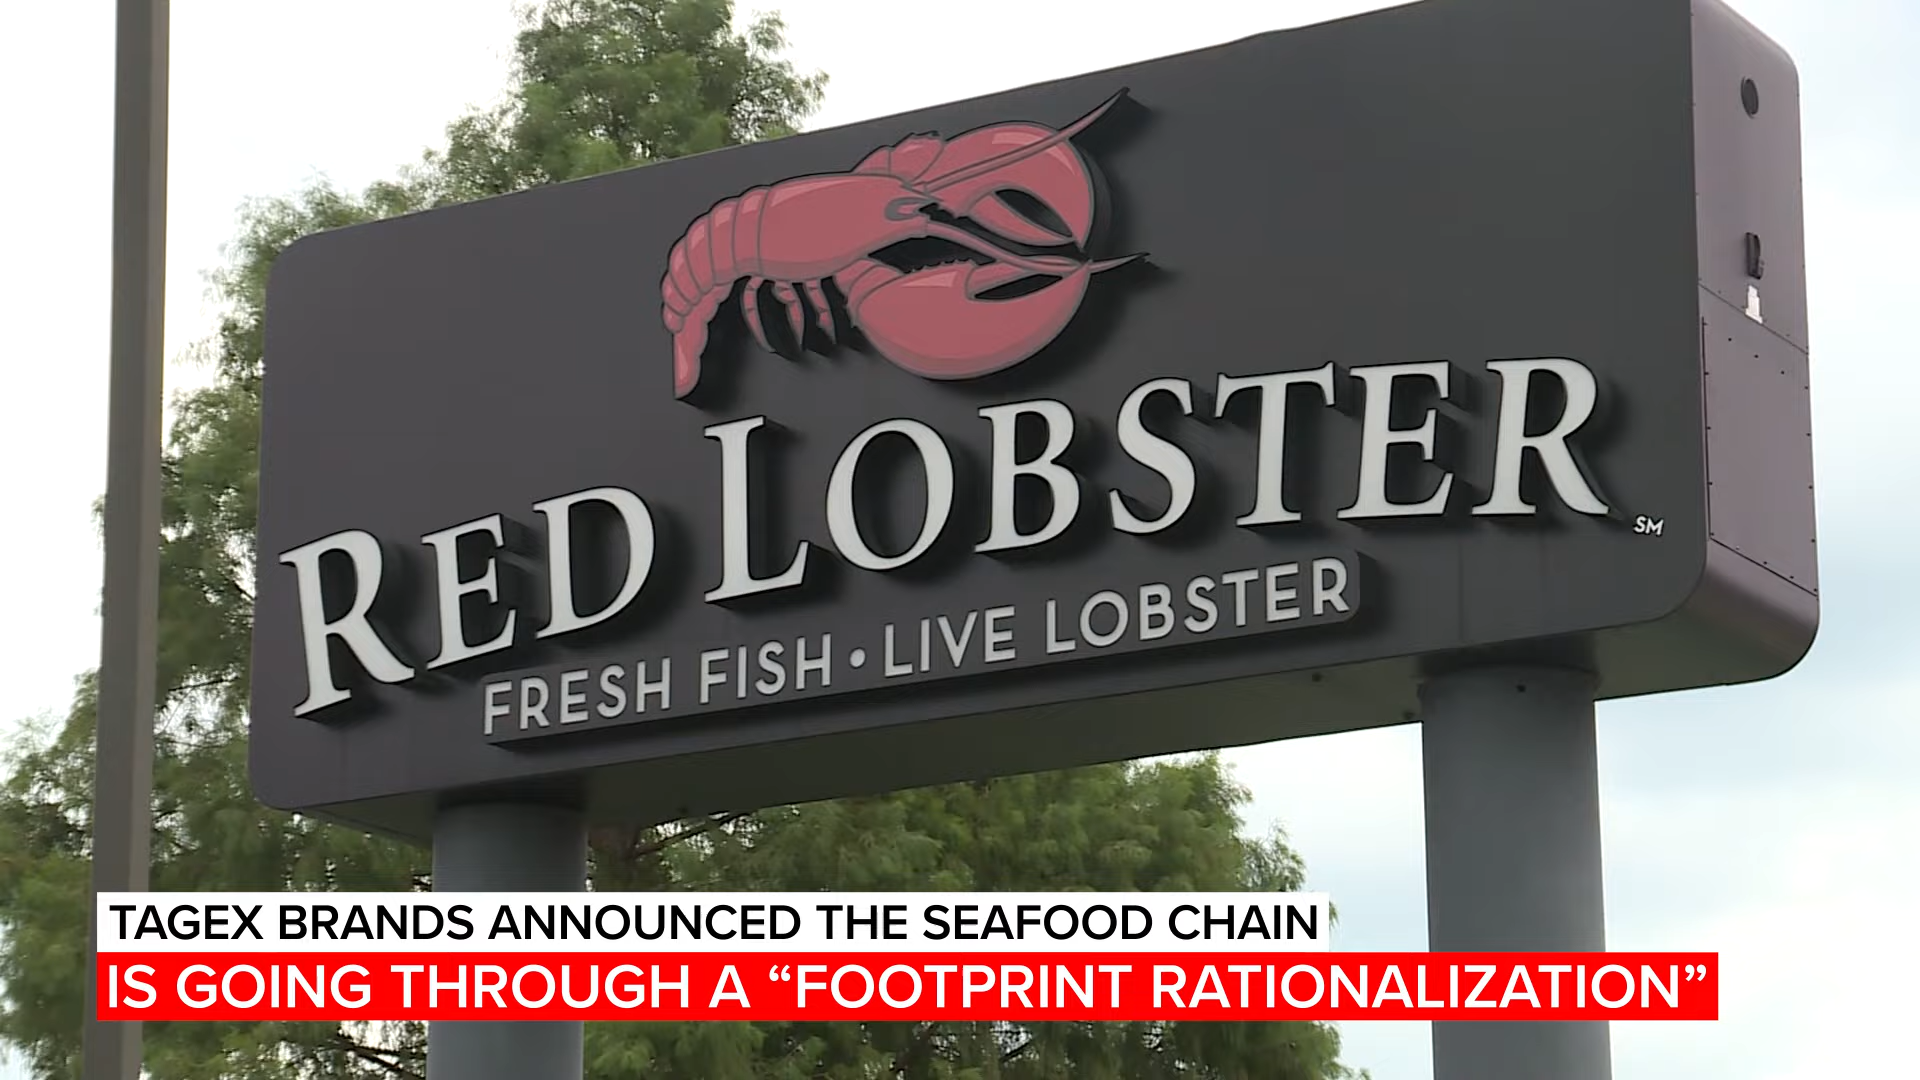 RED LOBSTER SM
FRESH FISH • LIVE LOBSTER
TAGEX BRANDS ANNOUNCED THE SEAFOOD CHAIN
IS GOING THROUGH A “FOOTPRINT RATIONALIZATION”